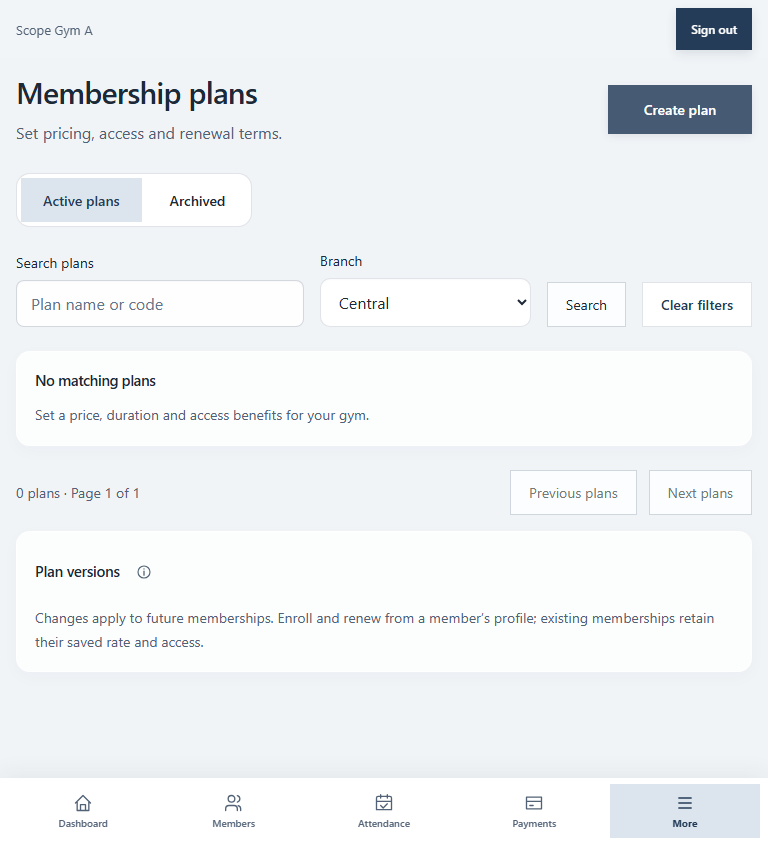 Scope Gym A
Sign out
Membership plans
Set pricing, access and renewal terms.
Create plan
Active plans
Archived
Search plans
Branch
Plan name or code
Central
Search
Clear filters
No matching plans
Set a price, duration and access benefits for your gym.
0 plans · Page 1 of 1
Previous plans
Next plans
Plan versions
Changes apply to future memberships. Enroll and renew from a member's profile; existing memberships retain
their saved rate and access.
Dashboard
Members
Attendance
Payments
More